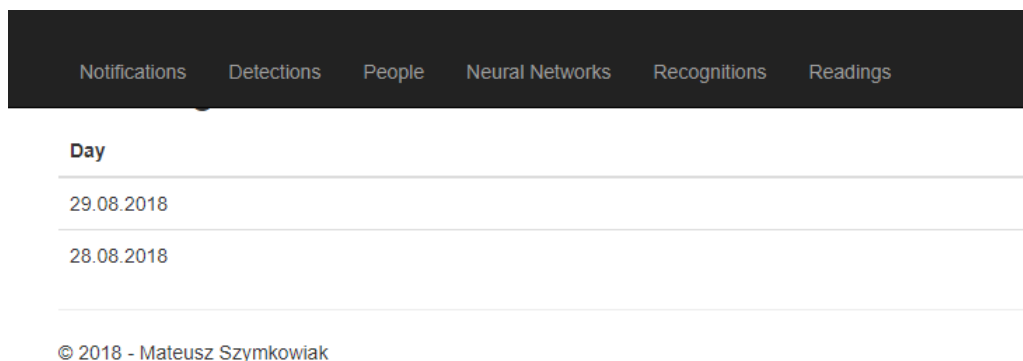 Notifications Detections People Neural Networks Recognitions Readings
Day
29.08.2018
28.08.2018
© 2018 - Mateusz Szymkowiak